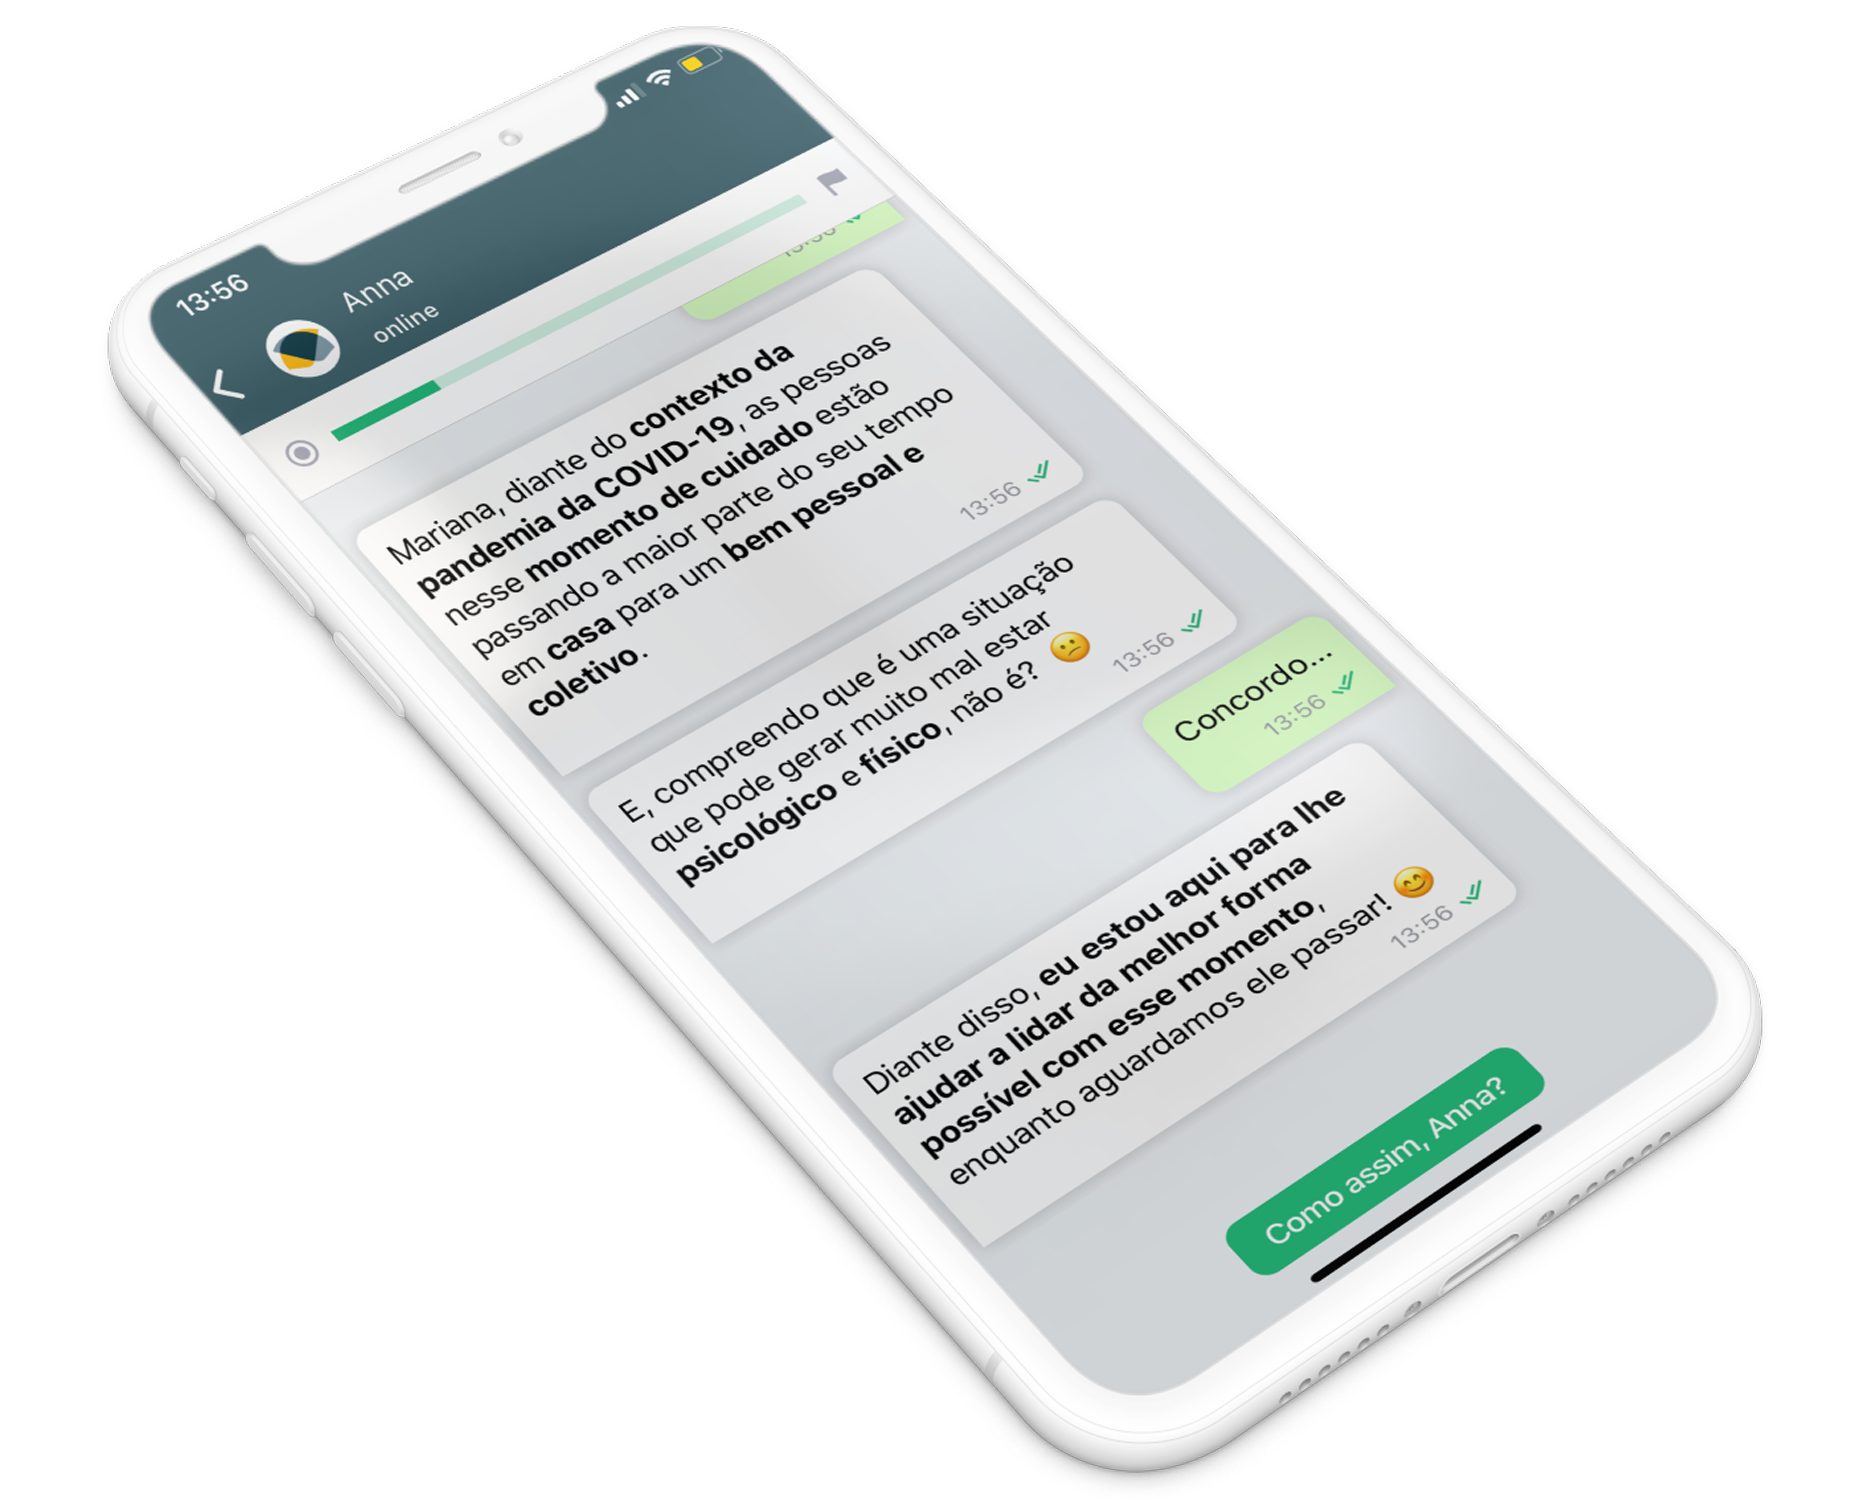 13:56
Anna
online
13:56
Mariana, diante do contexto da
pandemia da COVID-19, as pessoas
nesse momento de cuidado estão
passando a maior parte do seu tempo
em casa para um bem pessoal e
coletivo.
13:56
E, compreendo que é uma situação
que pode gerar muito mal estar
psicológico e físico, não é? 😕
13:56
Concordo...
13:56
Diante disso, eu estou aqui para lhe
ajudar a lidar da melhor forma
possível com esse momento,
enquanto aguardamos ele passar! 😊
13:56
Como assim, Anna?